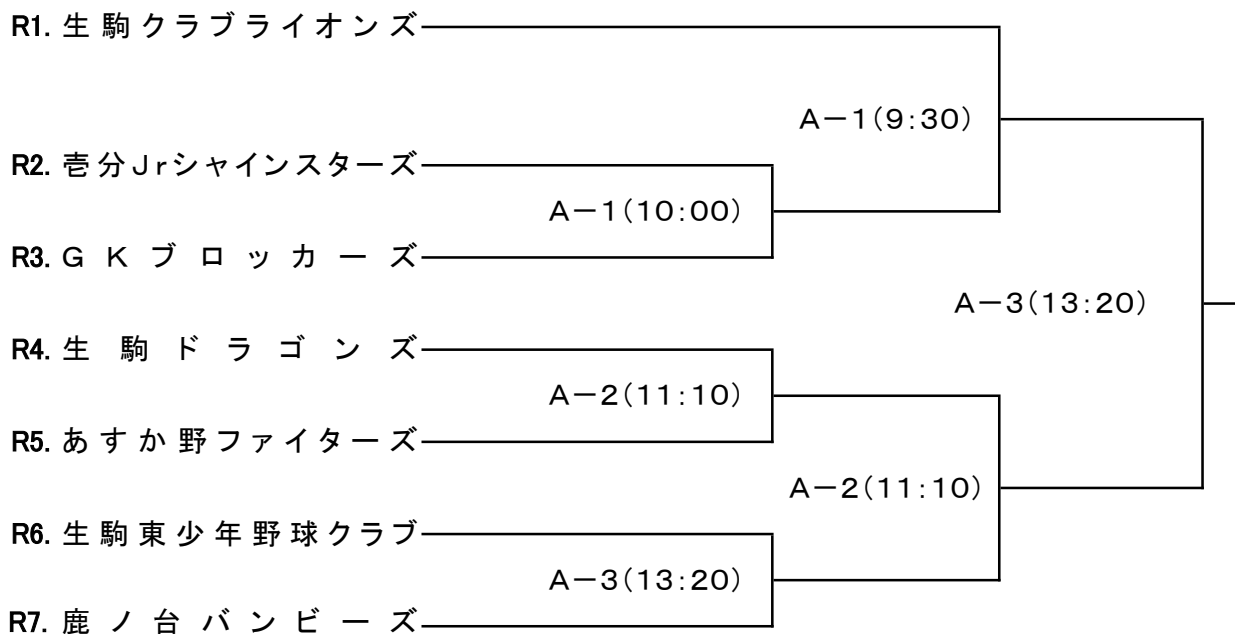 R1. 生駒クラブライオンズ
A－1(9:30)
R2. 壱分Jrシャインスターズ
A－1(10:00)
R3. GKブロッカーズ
A－3(13:20)
R4. 生駒ドラゴンズ
A－2(11:10)
R5. あすか野ファイターズ
A－2(11:10)
R6. 生駒東少年野球クラブ
A－3(13:20)
R7. 鹿ノ台バンビーズ